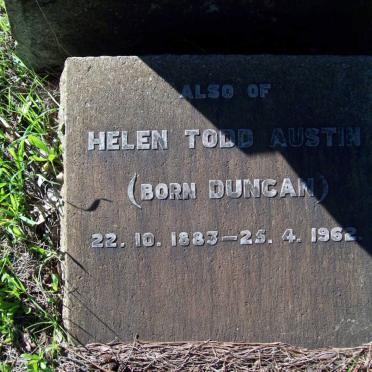 ALSO OF
HELEN TODD AUSTIN
(BORN DUNCAN)
22. 10. 1883—25. 4. 1962.